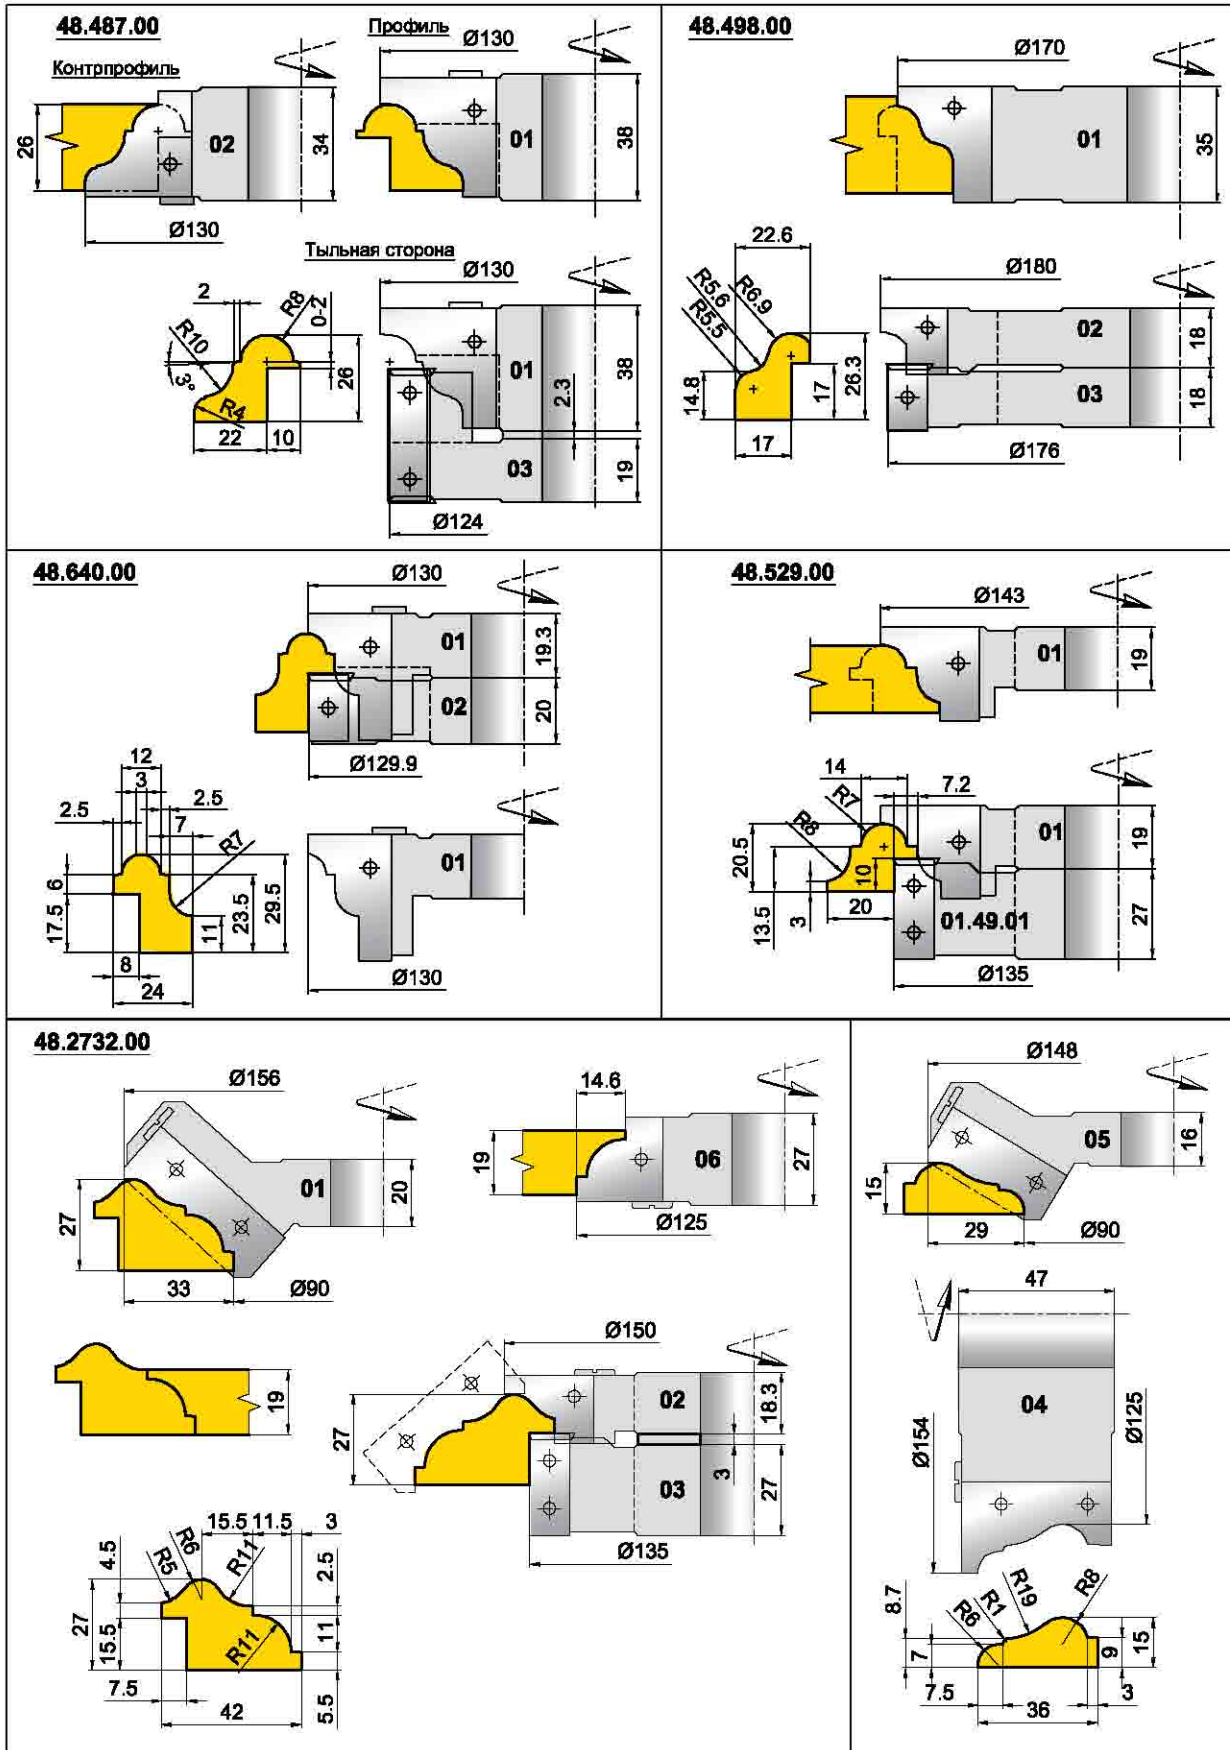 48.487.00
Профиль
Ø130
Контрпрофиль
26
02
34
Ø130
01
38
Тыльная сторона
Ø130
2
R8
0-2
R10
3°
R4
26
22
10
01
38
2.3
03
19
Ø124
48.498.00
Ø170
01
35
22.6
R6.9
R5.6
R5.5
14.8
17
26.3
17
Ø180
02
18
03
18
Ø176
48.640.00
Ø130
01
19.3
02
20
Ø129.9
12
3
2.5
2.5
7
R7
6
17.5
11
23.5
29.5
8
24
01
Ø130
48.529.00
Ø143
01
19
14
7.2
R7
R8
20.5
13.5
3
10
20
01
19
01.49.01
27
Ø135
48.2732.00
Ø156
01
20
27
33
Ø90
14.6
19
06
27
Ø125
19
Ø150
02
18.3
27
3
03
27
Ø135
15.5
11.5
3
4.5
R6
R5
R11
2.5
27
15.5
R11
11
5.5
7.5
42
Ø148
05
16
15
29
Ø90
47
04
Ø154
Ø125
8.7
R6
R1
R19
R8
7
9
15
7.5
36
3